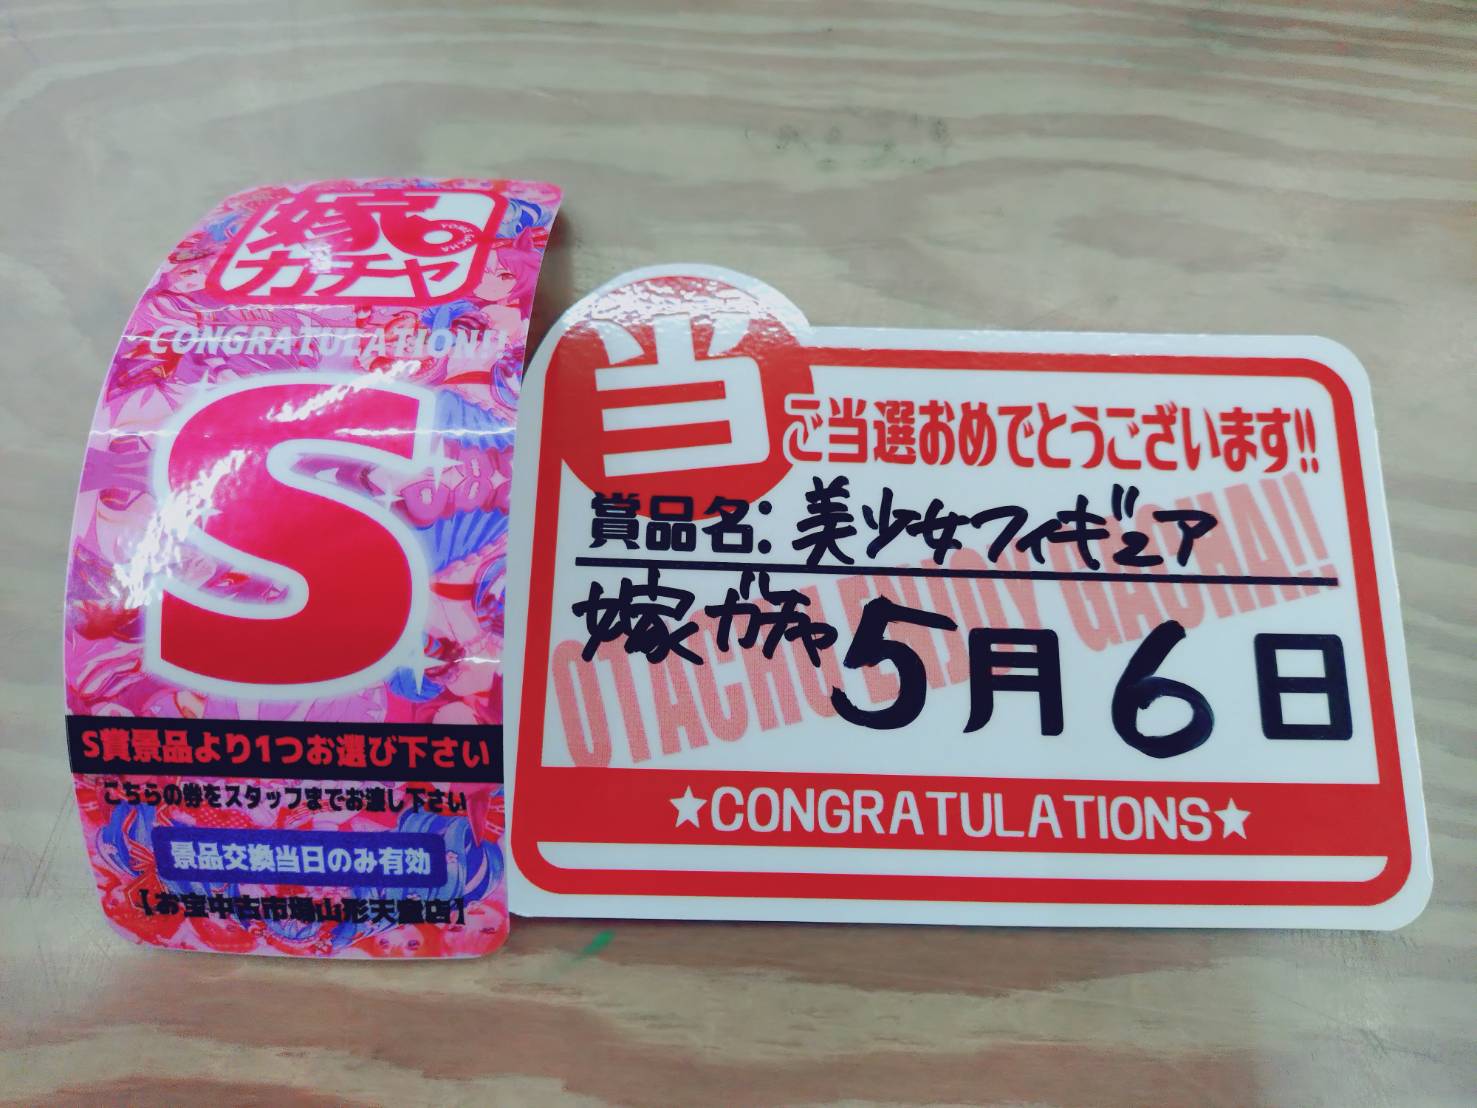 嫁
ガチャ
YOME GACHA
CONGRATULATION!!
S
S賞景品より1つお選び下さい
こちらの券をスタッフまでお渡し下さい
景品交換当日のみ有効
【お宝中古市場山形天童店】
当
ご当選おめでとうございます!!
賞品名:美少女フィギュア
嫁ガチャ 5月6日
OTACHU ENJOY GACHA!!
★CONGRATULATIONS★